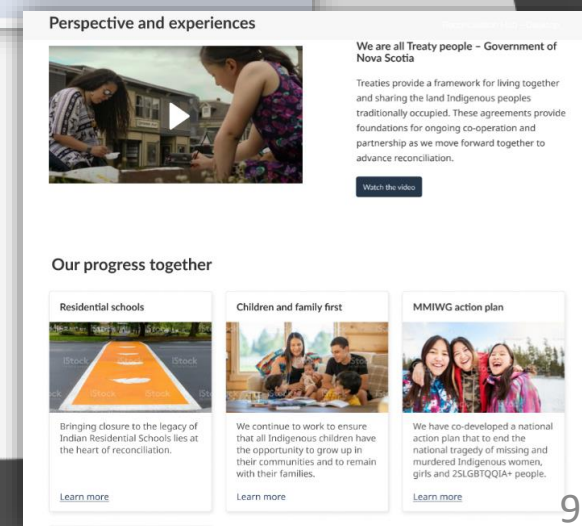 Perspective and experiences
We are all Treaty people – Government of
Nova Scotia
Treaties provide a framework for living together
and sharing the land Indigenous peoples
traditionally occupied. These agreements provide
foundations for ongoing co-operation and
partnership as we move forward together to
advance reconciliation.
Watch the video
Our progress together
Residential schools
iStock
iStock
Bringing closure to the legacy of
Indian Residential Schools lies at
the heart of reconciliation.
Learn more
Children and family first
We continue to work to ensure
that all Indigenous children have
the opportunity to grow up in
their communities and to remain
with their families.
Learn more
MMIWG action plan
We have co-developed a national
action plan that to end the
national tragedy of missing and
murdered Indigenous women,
girls and 2SLGBTQQIA+ people.
Learn more
9